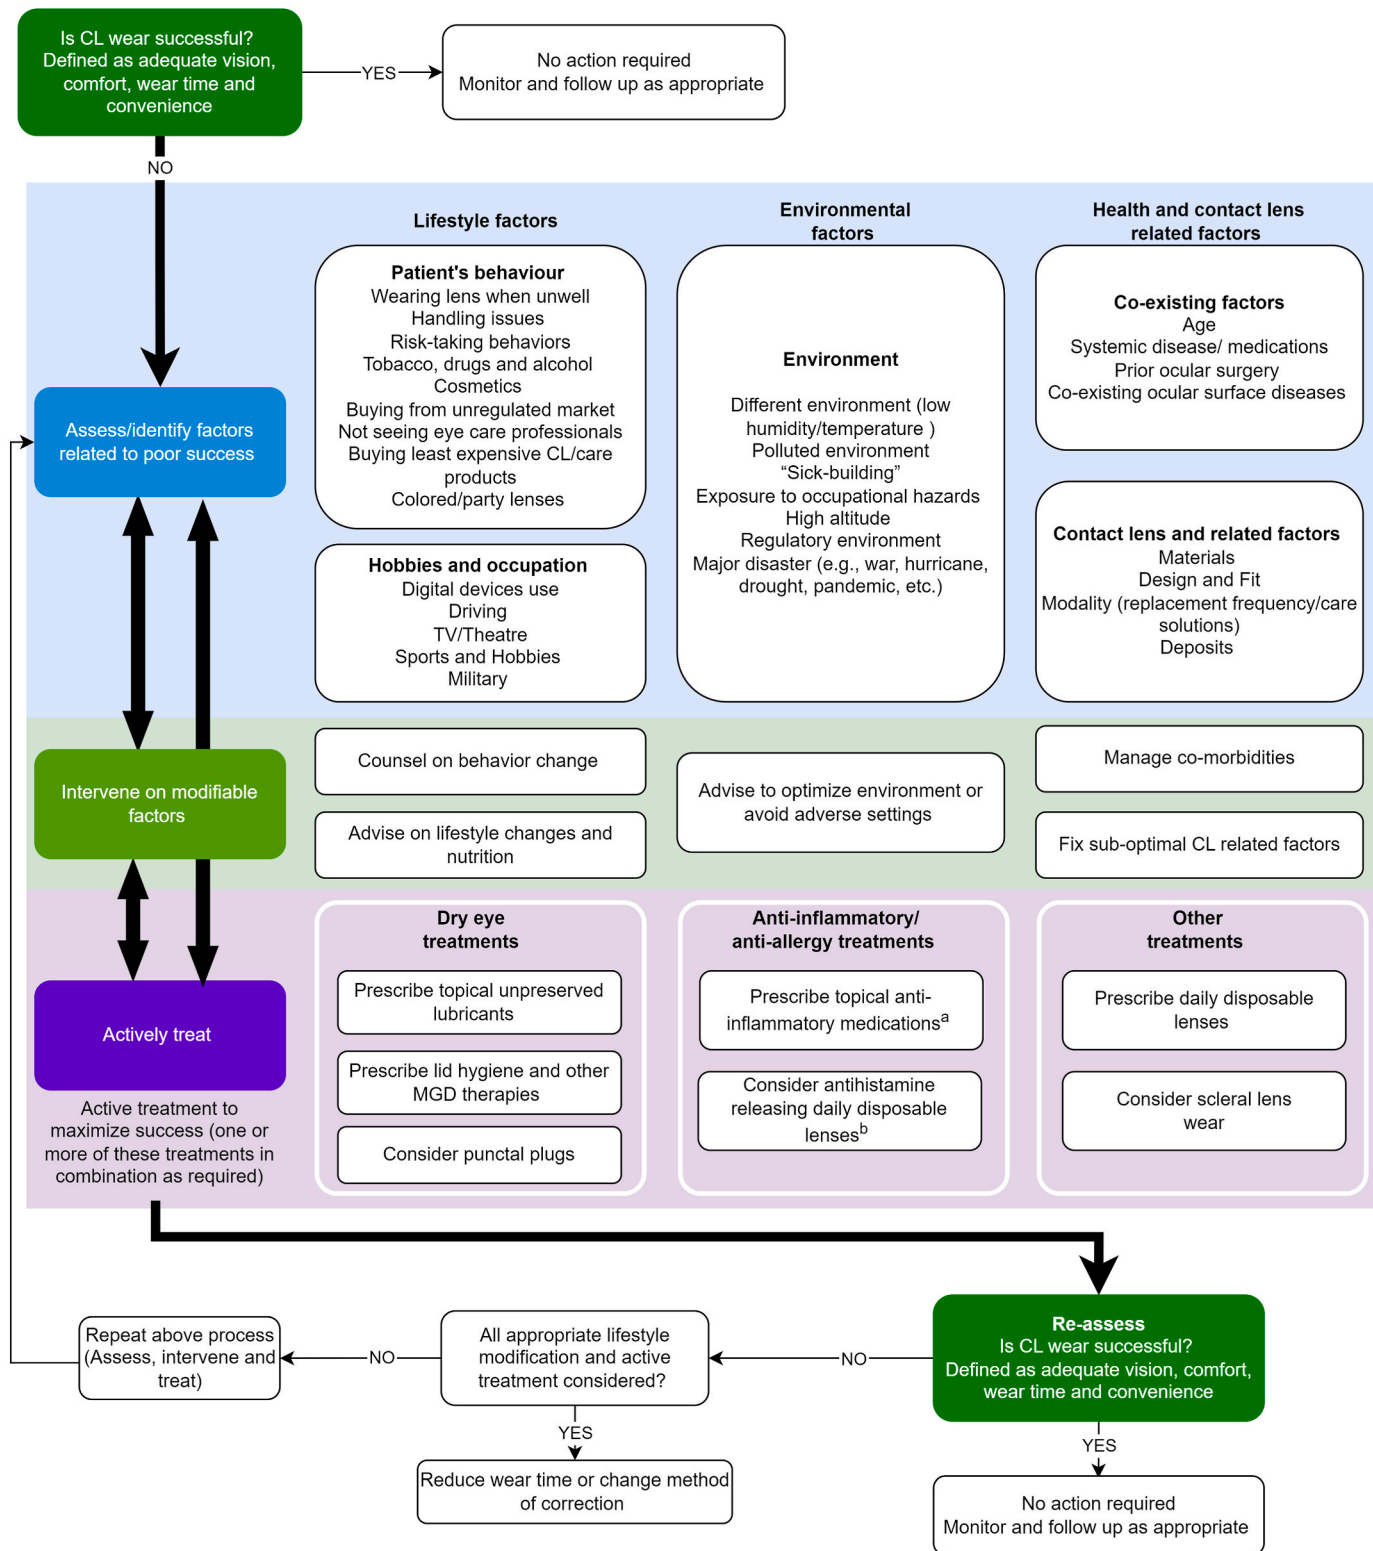 Is CL wear successful?
Defined as adequate vision,
comfort, wear time and
convenience
YES
No action required
Monitor and follow up as appropriate
NO
Lifestyle factors
Environmental
factors
Health and contact lens
related factors
Patient's behaviour
Wearing lens when unwell
Handling issues
Risk-taking behaviors
Tobacco, drugs and alcohol
Cosmetics
Buying from unregulated market
Not seeing eye care professionals
Buying least expensive CL/care
products
Colored/party lenses
Hobbies and occupation
Digital devices use
Driving
TV/Theatre
Sports and Hobbies
Military
Environment
Different environment (low
humidity/temperature )
Polluted environment
“Sick-building”
Exposure to occupational hazards
High altitude
Regulatory environment
Major disaster (e.g., war, hurricane,
drought, pandemic, etc.)
Co-existing factors
Age
Systemic disease/ medications
Prior ocular surgery
Co-existing ocular surface diseases
Contact lens and related factors
Materials
Design and Fit
Modality (replacement frequency/care
solutions)
Deposits
Assess/identify factors
related to poor success
Intervene on modifiable
factors
Counsel on behavior change
Advise on lifestyle changes and
nutrition
Advise to optimize environment or
avoid adverse settings
Manage co-morbidities
Fix sub-optimal CL related factors
Actively treat
Active treatment to
maximize success (one or
more of these treatments in
combination as required)
Dry eye
treatments
Prescribe topical unpreserved
lubricants
Prescribe lid hygiene and other
MGD therapies
Consider punctal plugs
Anti-inflammatory/
anti-allergy treatments
Prescribe topical anti-
inflammatory medicationsa
Consider antihistamine
releasing daily disposable
lensesb
Other
treatments
Prescribe daily disposable
lenses
Consider scleral lens
wear
Re-assess
Is CL wear successful?
Defined as adequate vision, comfort,
wear time and convenience
NO
All appropriate lifestyle
modification and active
treatment considered?
NO
Repeat above process
(Assess, intervene and
treat)
YES
Reduce wear time or change method
of correction
YES
No action required
Monitor and follow up as appropriate